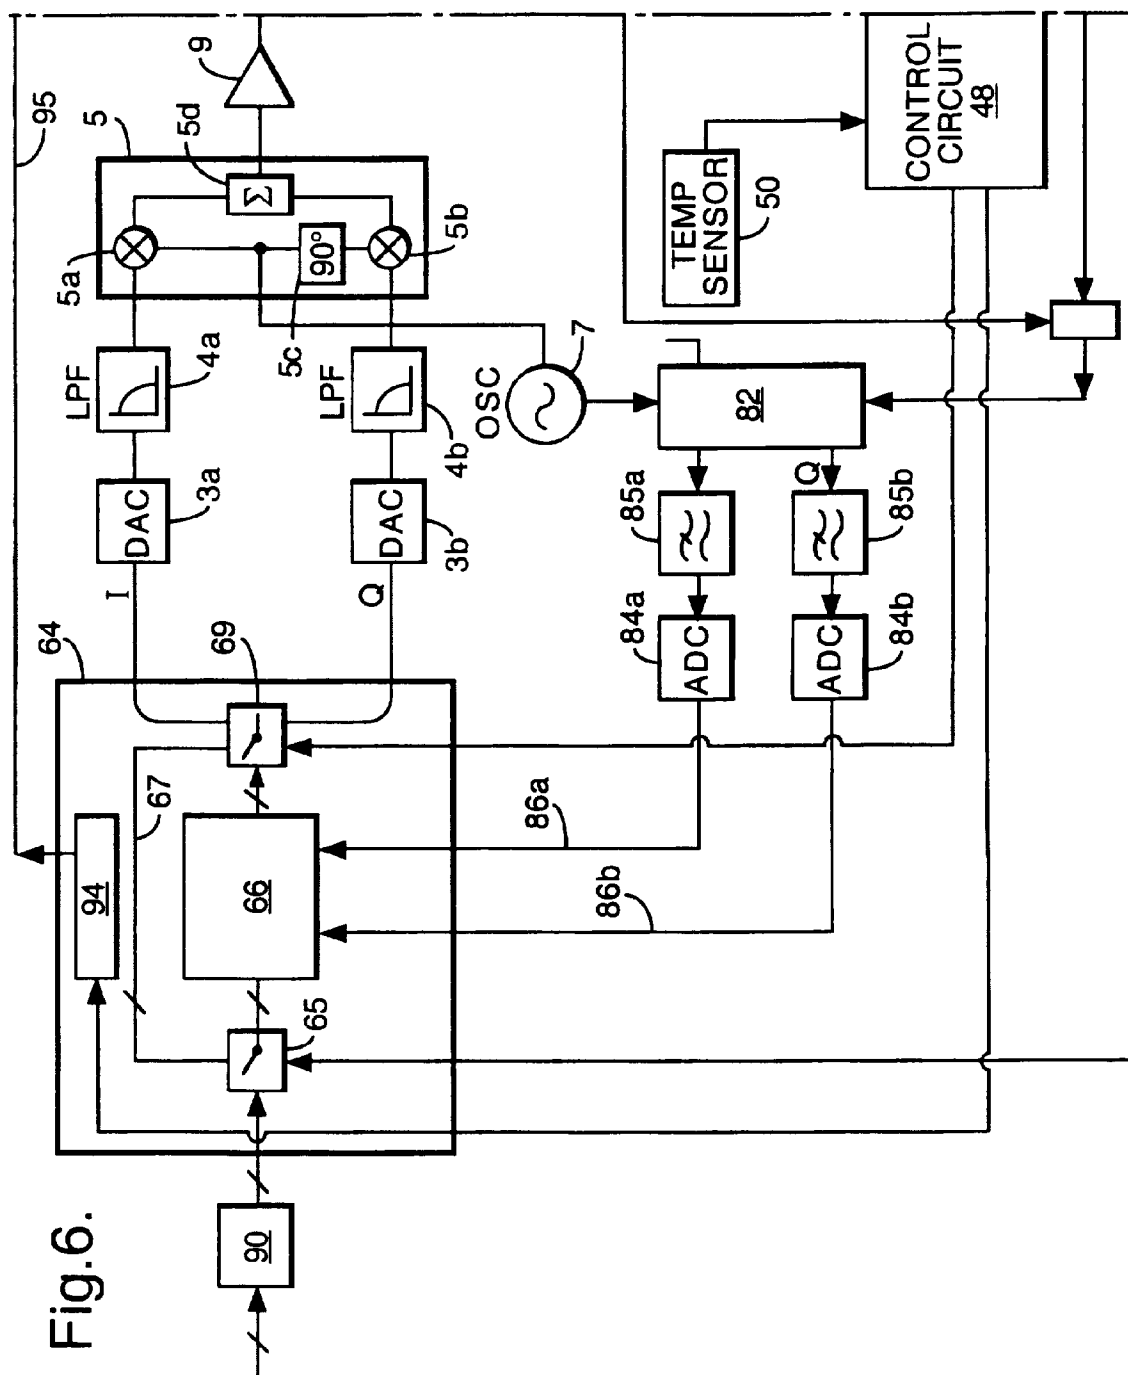 Fig.6.
90
64
94
67
66
65
69
I
Q
DAC
3a
DAC
3b
LPF
4a
LPF
4b
5
5a
5b
5c
5d
90°
Σ
9
95
OSC
7
86a
86b
ADC
84a
ADC
84b
85a
85b
Q
82
TEMP
SENSOR
50
CONTROL
CIRCUIT
48